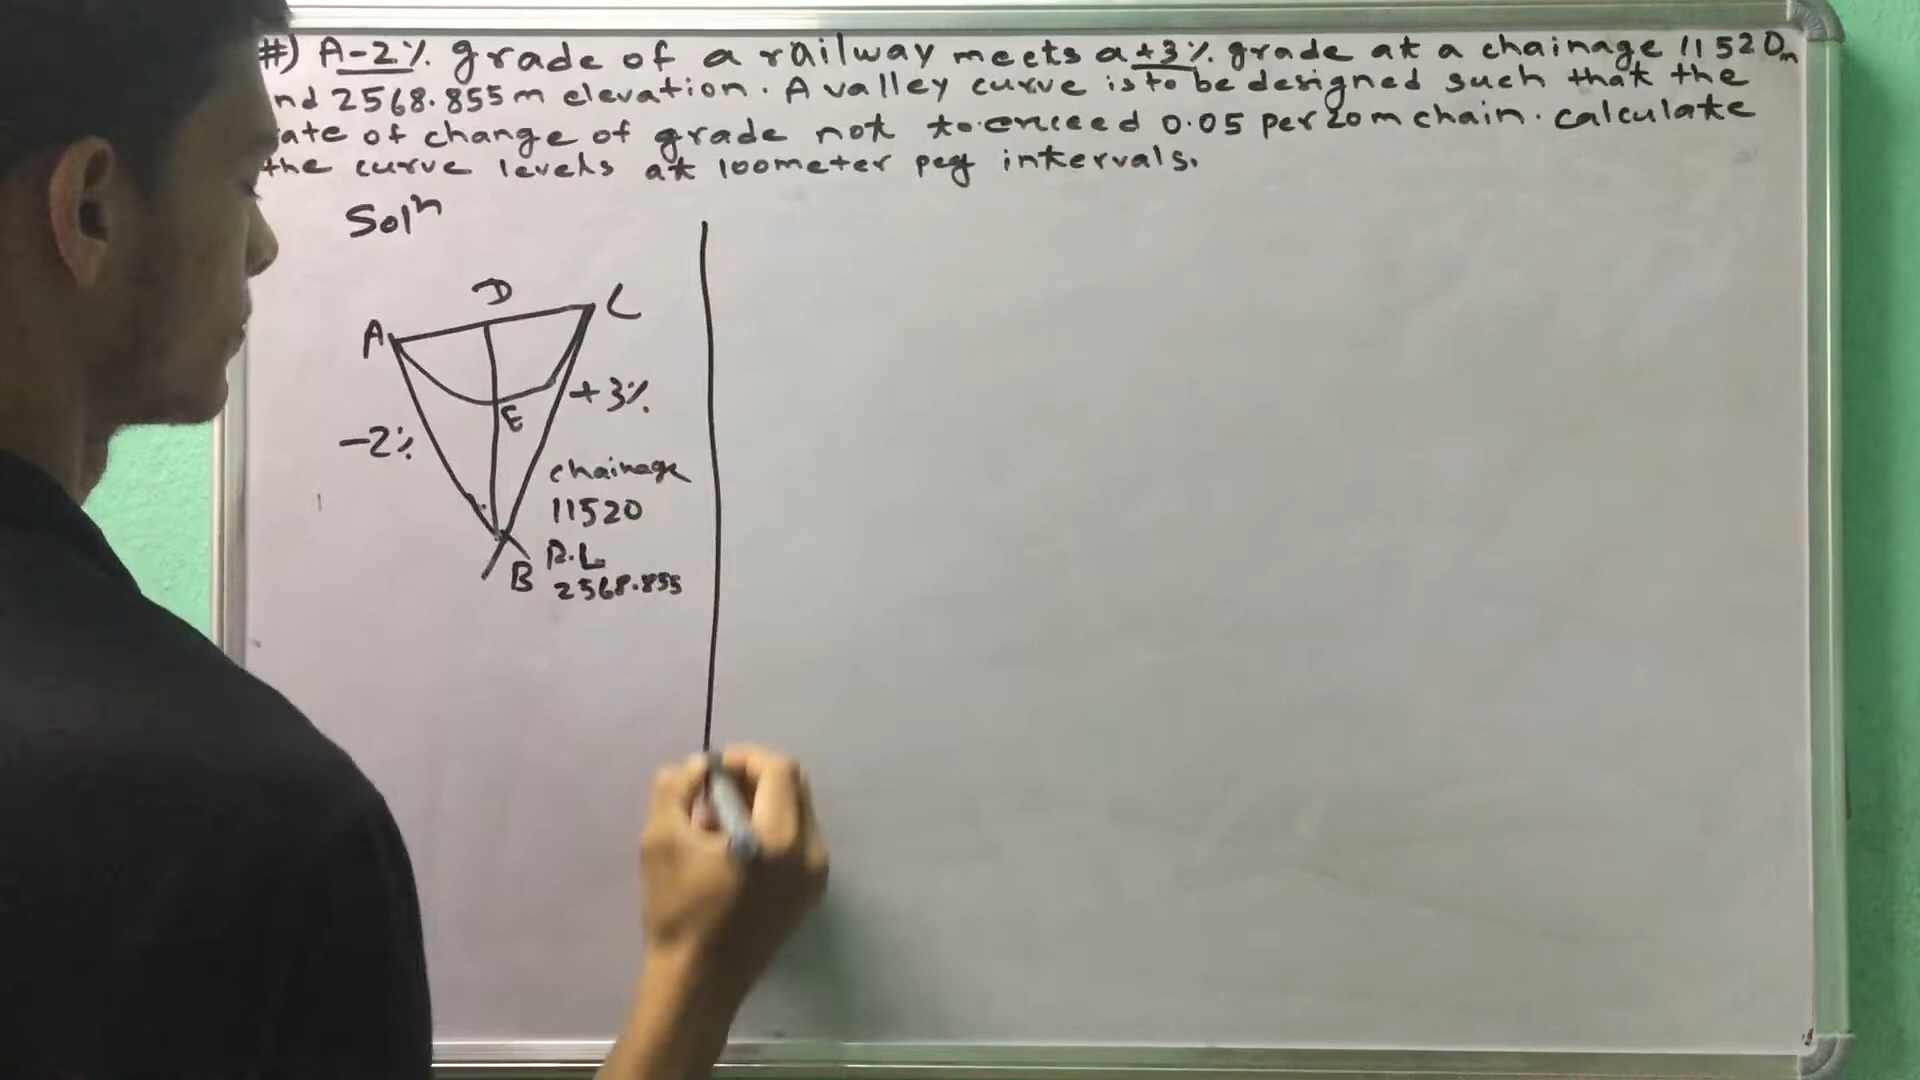 #) A-2% grade of a railway meets a +3% grade at a chainage 11520m
nd 2568.855m elevation. A valley curve is to be designed such that the
ate of change of grade not to exceed 0.05 per 20m chain. calculate
the curve levels at 100meter peg intervals.
Solⁿ
D
C
A
+3%
E
-2%
chainage
11520
R.L
B
2568.855